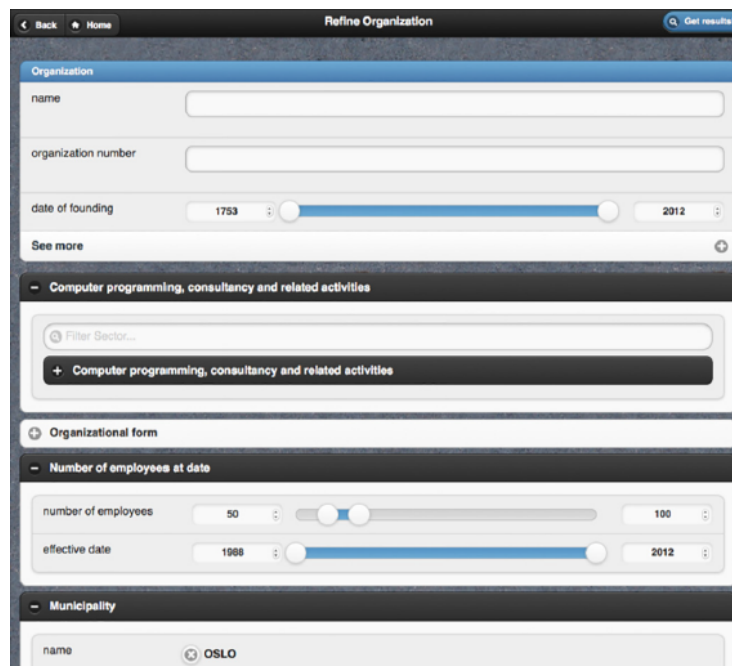 Back Home Refine Organization Get results
Organization
name
organization number
date of founding 1753 2012
See more
Computer programming, consultancy and related activities
Filter Sector...
Computer programming, consultancy and related activities
Organizational form
Number of employees at date
number of employees 50 100
effective date 1988 2012
Municipality
name OSLO